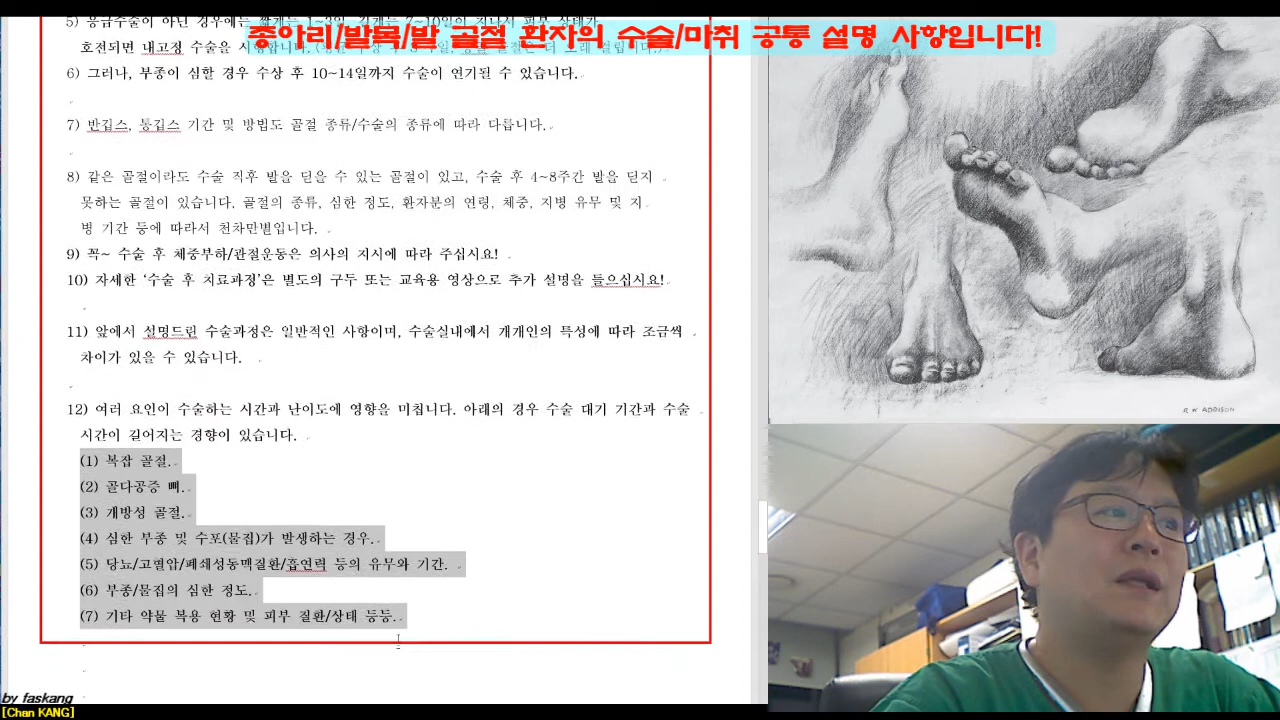 종아리/발목/발 골절 환자의 수술/마취 공통 설명 사항입니다!
5) 응급수술이 아닌 경우에는 짧게는 1~3일, 길게는 7~10일이 지나서 피부 상태가
호전되면 내고정 수술을 시행합니다.
6) 그러나, 부종이 심한 경우 수상 후 10~14일까지 수술이 연기될 수 있습니다.
7) 반깁스, 통깁스 기간 및 방법도 골절 종류/수술의 종류에 따라 다릅니다.
8) 같은 골절이라도 수술 직후 발을 딛을 수 있는 골절이 있고, 수술 후 4~8주간 발을 딛지
못하는 골절이 있습니다. 골절의 종류, 심한 정도, 환자분의 연령, 체중, 지병 유무 및 지
병 기간 등에 따라서 천차만별입니다.
9) 꼭~ 수술 후 체중부하/관절운동은 의사의 지시에 따라 주십시요!
10) 자세한 '수술 후 치료과정'은 별도의 구두 또는 교육용 영상으로 추가 설명을 들으십시요!
11) 앞에서 설명드린 수술과정은 일반적인 사항이며, 수술실내에서 개개인의 특성에 따라 조금씩
차이가 있을 수 있습니다.
12) 여러 요인이 수술하는 시간과 난이도에 영향을 미칩니다. 아래의 경우 수술 대기 기간과 수술
시간이 길어지는 경향이 있습니다.
(1) 복잡 골절.
(2) 골다공증 뼈.
(3) 개방성 골절.
(4) 심한 부종 및 수포(물집)가 발생하는 경우.
(5) 당뇨/고혈압/폐쇄성동맥질환/흡연력 등의 유무와 기간.
(6) 부종/물집의 심한 정도.
(7) 기타 약물 복용 현황 및 피부 질환/상태 등등.
R W ADDISON
by faskang
[Chan KANG]